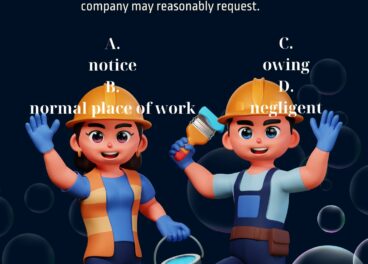 company may reasonably request.
A.
notice
B.
normal place of work
C.
owing
D.
negligent